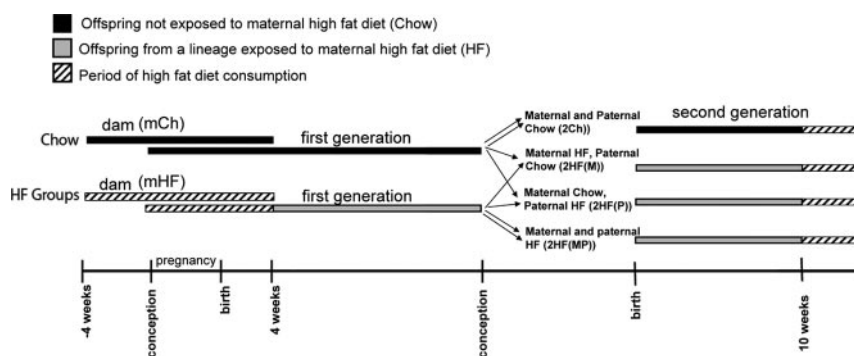 Offspring not exposed to maternal high fat diet (Chow)
Offspring from a lineage exposed to maternal high fat diet (HF)
Period of high fat diet consumption
dam (mCh)
Chow
first generation
Maternal and Paternal
Chow (2Ch))
second generation
Maternal HF, Paternal
Chow (2HF(M))
dam (mHF)
HF Groups
first generation
Maternal Chow,
Paternal HF (2HF(P))
Maternal and paternal
HF (2HF(MP))
pregnancy
-4 weeks
conception
birth
4 weeks
conception
birth
10 weeks